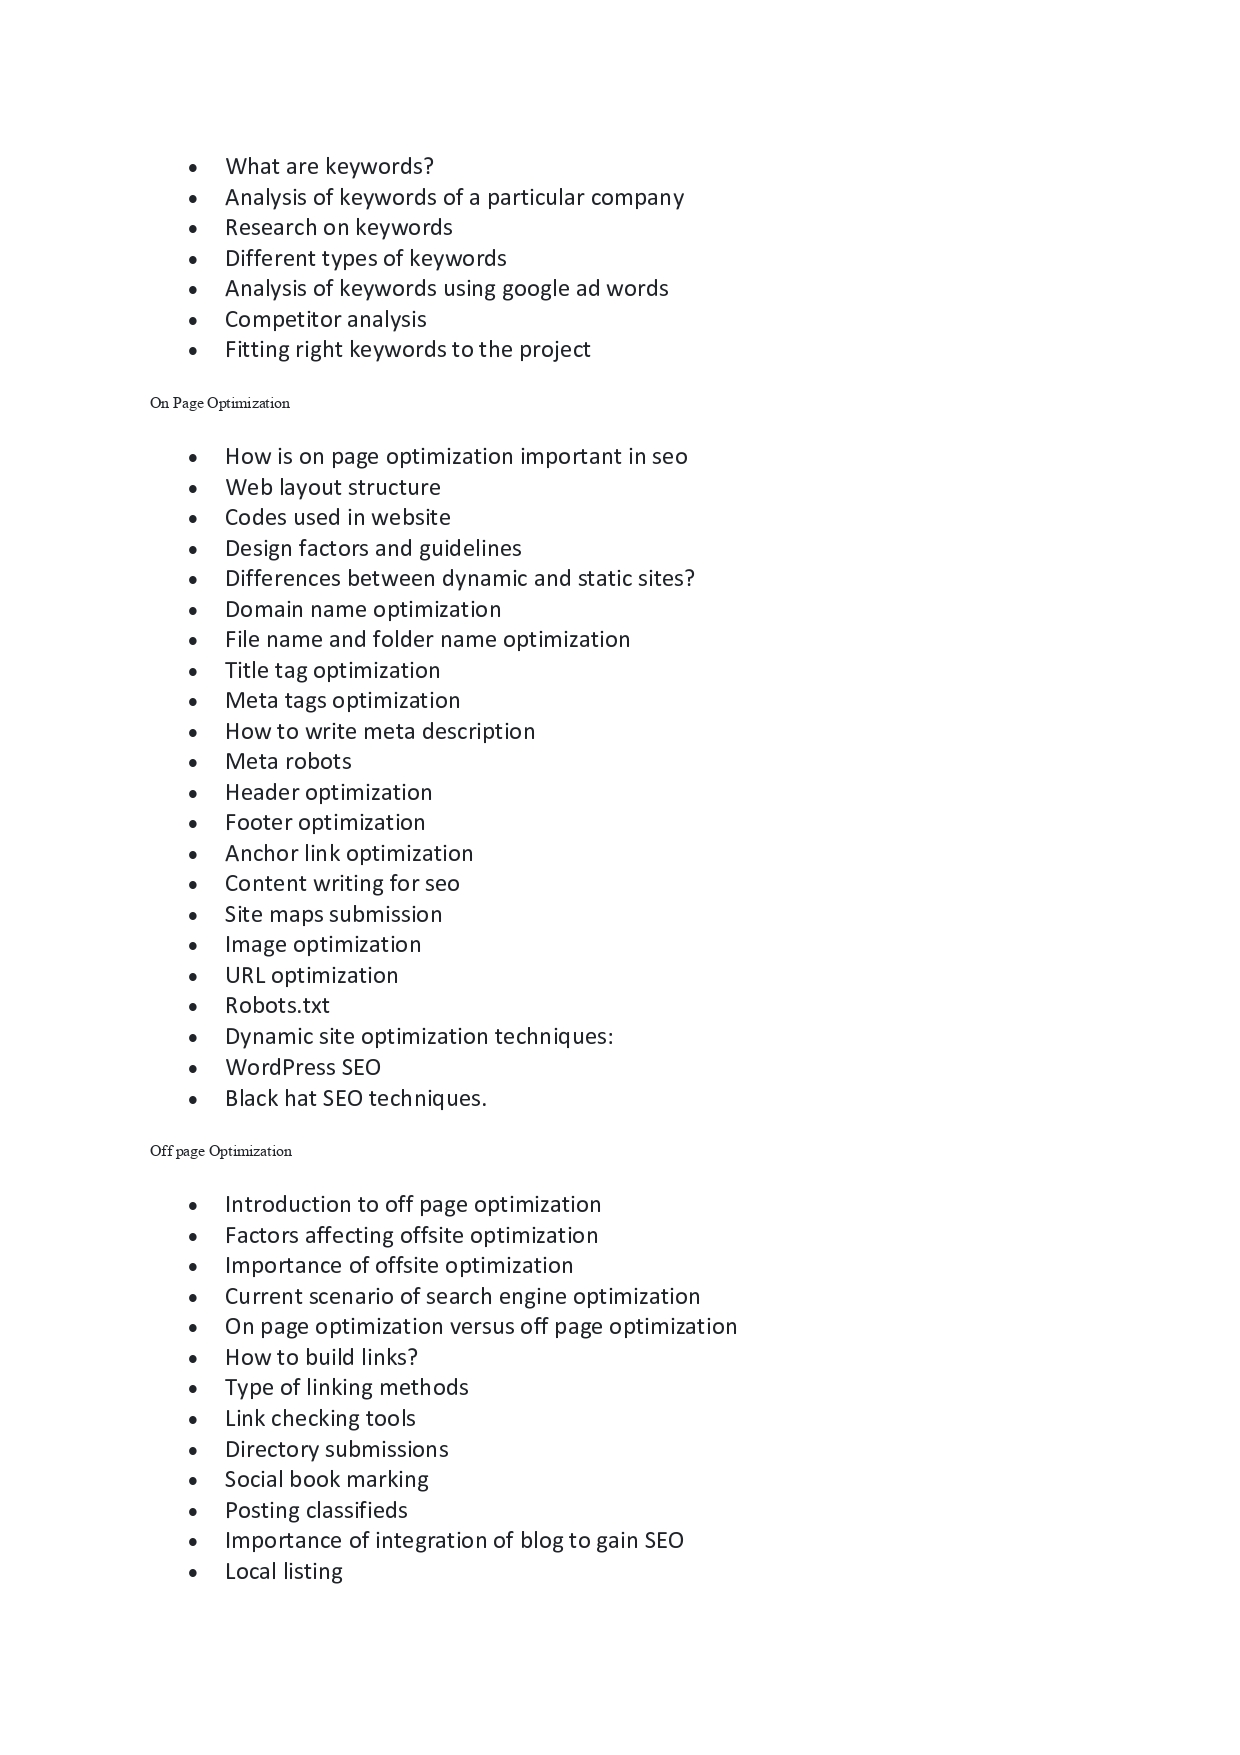 • What are keywords?
• Analysis of keywords of a particular company
• Research on keywords
• Different types of keywords
• Analysis of keywords using google ad words
• Competitor analysis
• Fitting right keywords to the project
On Page Optimization
• How is on page optimization important in seo
• Web layout structure
• Codes used in website
• Design factors and guidelines
• Differences between dynamic and static sites?
• Domain name optimization
• File name and folder name optimization
• Title tag optimization
• Meta tags optimization
• How to write meta description
• Meta robots
• Header optimization
• Footer optimization
• Anchor link optimization
• Content writing for seo
• Site maps submission
• Image optimization
• URL optimization
• Robots.txt
• Dynamic site optimization techniques:
• WordPress SEO
• Black hat SEO techniques.
Off page Optimization
• Introduction to off page optimization
• Factors affecting offsite optimization
• Importance of offsite optimization
• Current scenario of search engine optimization
• On page optimization versus off page optimization
• How to build links?
• Type of linking methods
• Link checking tools
• Directory submissions
• Social book marking
• Posting classifieds
• Importance of integration of blog to gain SEO
• Local listing